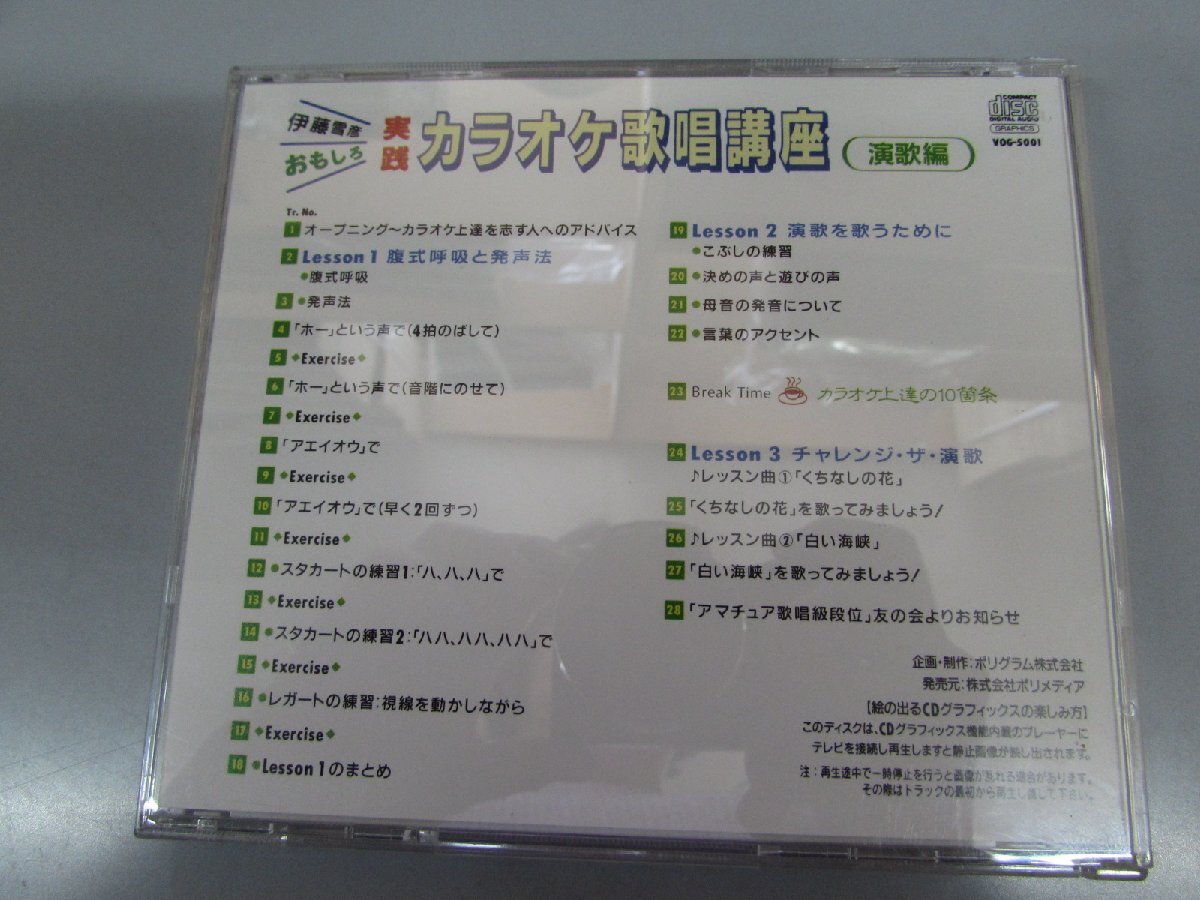 伊藤雪彦
おもしろ
実践
カラオケ歌唱講座
演歌編
COMPACT
disc
DIGITAL AUDIO
GRAPHICS
VOG-5001
Tr. No.
1 オープニング〜カラオケ上達を志す人へのアドバイス
2 Lesson 1 腹式呼吸と発声法
●腹式呼吸
3 ●発声法
4 「ホー」という声で(4拍のばして)
5 ◆Exercise◆
6 「ホー」という声で(音階にのせて)
7 ◆Exercise◆
8 「アエイオウ」で
9 ◆Exercise◆
10 「アエイオウ」で(早く2回ずつ)
11 ◆Exercise◆
12 ●スタカートの練習1:「ハ、ハ、ハ」で
13 ◆Exercise◆
14 ●スタカートの練習2:「ハハ、ハハ、ハハ」で
15 ◆Exercise◆
16 ●レガートの練習:視線を動かしながら
17 ◆Exercise◆
18 ●Lesson 1のまとめ
19 Lesson 2 演歌を歌うために
●こぶしの練習
20 ●決めの声と遊びの声
21 ●母音の発音について
22 ●言葉のアクセント
23 Break Time カラオケ上達の10箇条
24 Lesson 3 チャレンジ・ザ・演歌
♪レッスン曲①「くちなしの花」
25 「くちなしの花」を歌ってみましょう!
26 ♪レッスン曲②「白い海峡」
27 「白い海峡」を歌ってみましょう!
28 「アマチュア歌唱級段位」友の会よりお知らせ
企画・制作:ポリグラム株式会社
発売元:株式会社ポリメディア
【絵の出るCDグラフィックスの楽しみ方】
このディスクは、CDグラフィックス機能内蔵のプレーヤーに
テレビを接続し再生しますと静止画像が映し出されます。
注:再生途中で一時停止を行うと画像が乱れる場合があります。
その際はトラックの最初から再生し直して下さい。